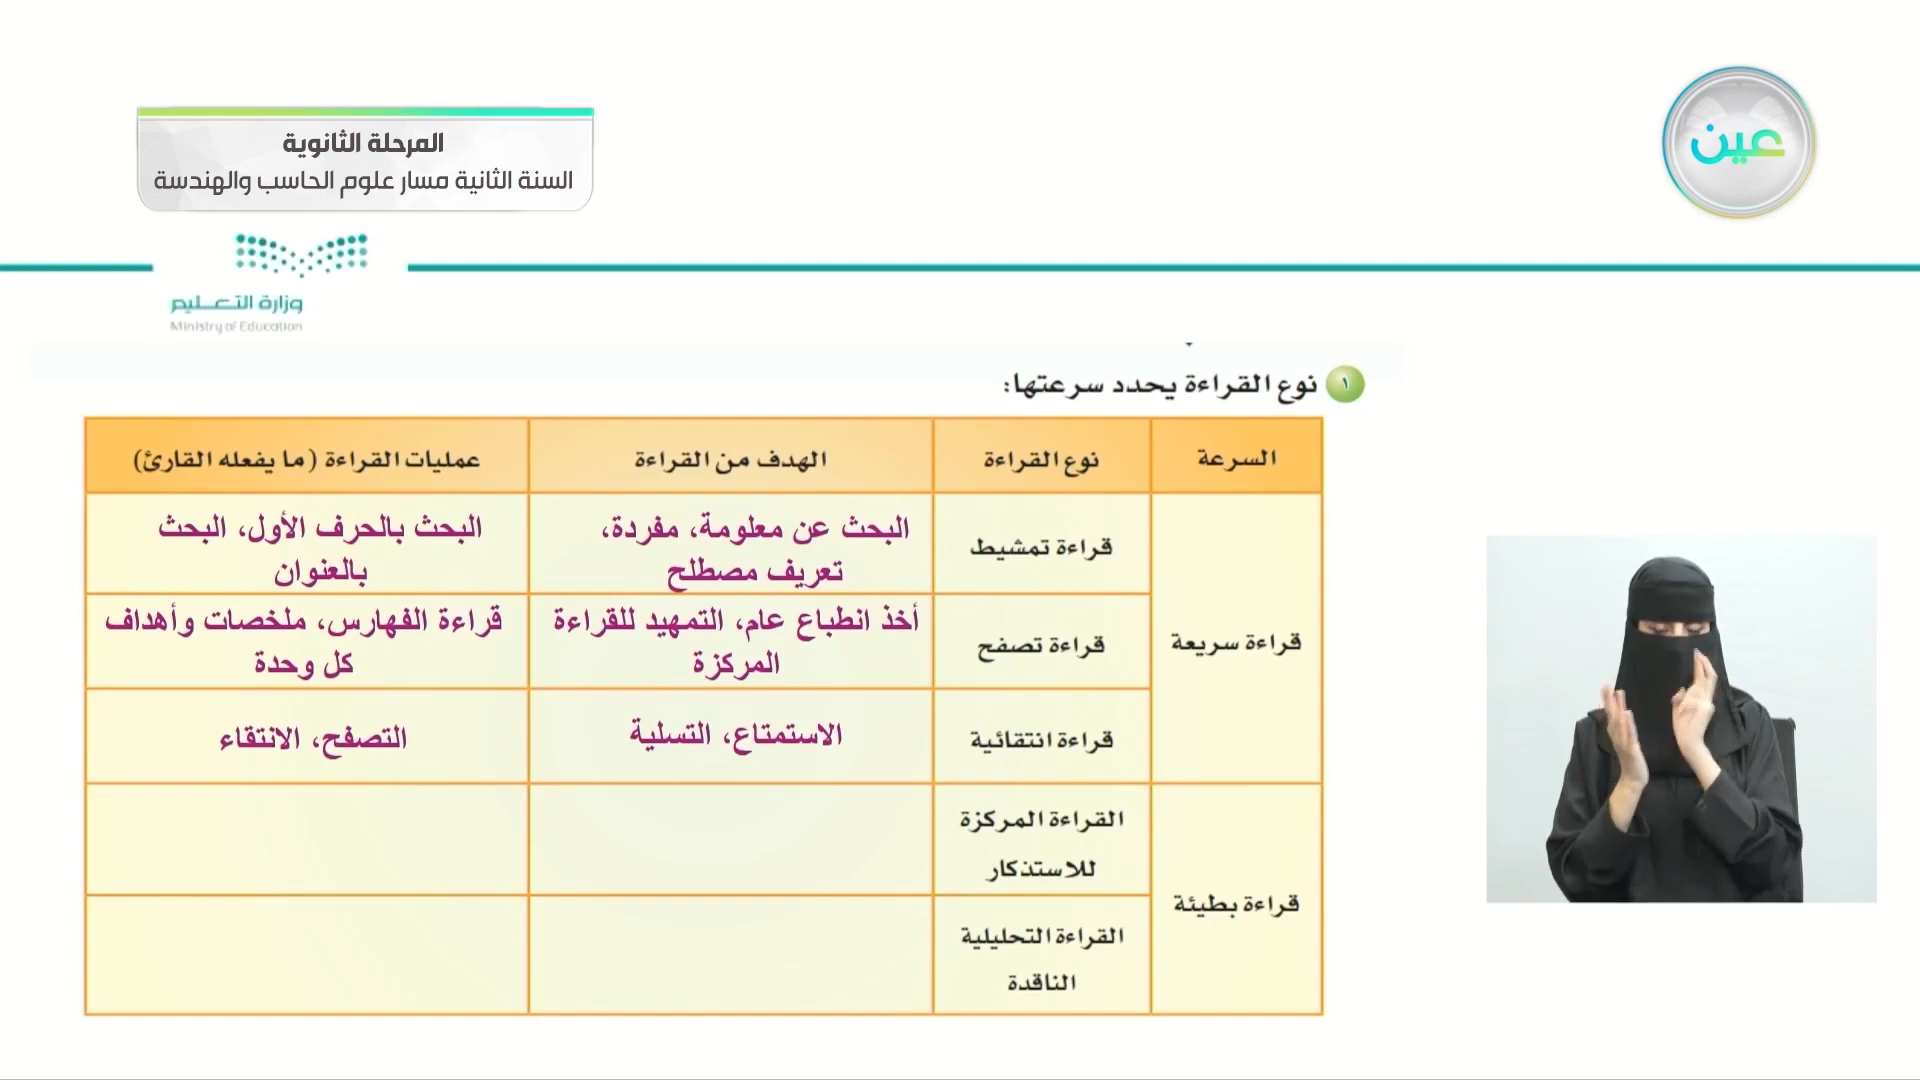 المرحلة الثانوية
السنة الثانية مسار علوم الحاسب والهندسة
عين
وزارة التعليم
Ministry of Education
١ نوع القراءة يحدد سرعتها:
السرعة
نوع القراءة
الهدف من القراءة
عمليات القراءة (ما يفعله القارئ)
قراءة سريعة
قراءة تمشيط
البحث عن معلومة، مفردة،
تعريف مصطلح
البحث بالحرف الأول، البحث
بالعنوان
قراءة تصفح
أخذ انطباع عام، التمهيد للقراءة
المركزة
قراءة الفهارس، ملخصات وأهداف
كل وحدة
قراءة انتقائية
الاستمتاع، التسلية
التصفح، الانتقاء
قراءة بطيئة
القراءة المركزة
للاستذكار
القراءة التحليلية
الناقدة